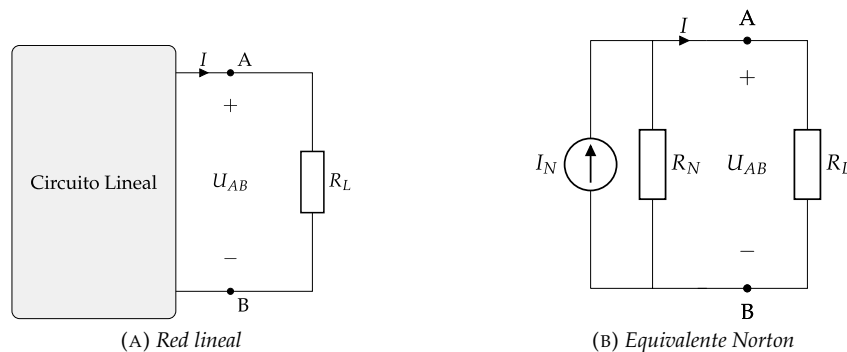 I
A
+
Circuito Lineal
U_AB
R_L
−
B
(A) Red lineal
A
I
+
I_N
R_N
U_AB
R_L
−
B
(B) Equivalente Norton